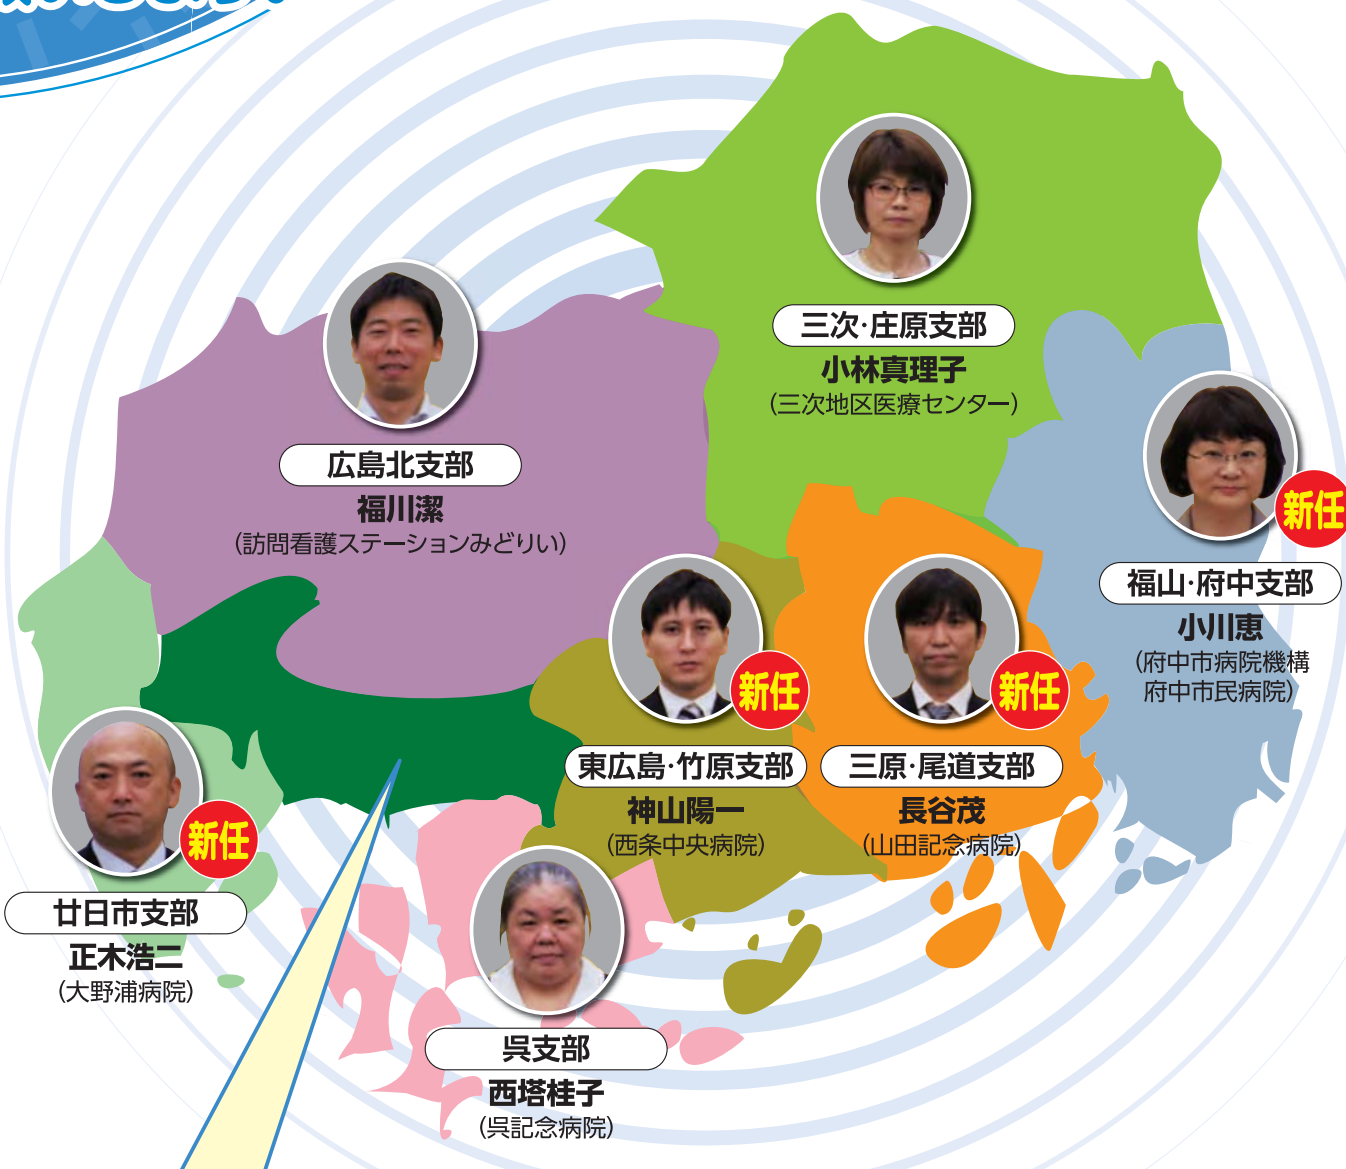 三次・庄原支部
小林真理子
(三次地区医療センター)
広島北支部
福川潔
(訪問看護ステーションみどりい)
新任
福山・府中支部
小川恵
(府中市病院機構
府中市民病院)
新任
東広島・竹原支部
神山陽一
(西条中央病院)
新任
三原・尾道支部
長谷茂
(山田記念病院)
新任
廿日市支部
正木浩二
(大野浦病院)
呉支部
西塔桂子
(呉記念病院)